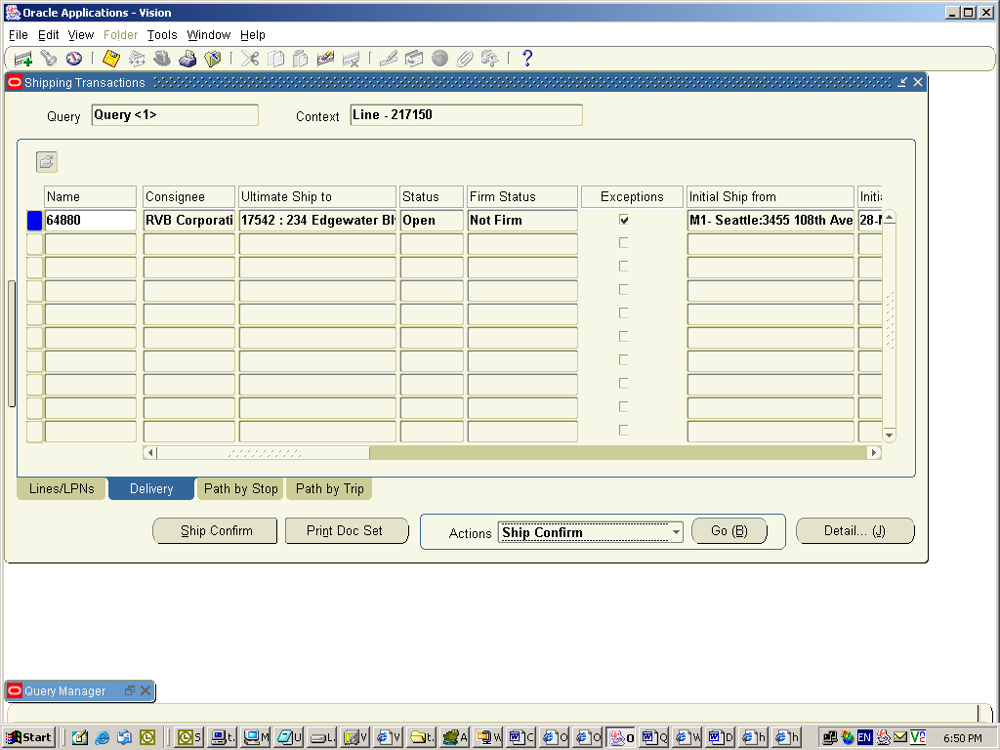 Oracle Applications - Vision
File Edit View Folder Tools Window Help
Shipping Transactions
Query Query <1> Context Line - 217150
Name Consignee Ultimate Ship to Status Firm Status Exceptions Initial Ship from Initi
64880 RVB Corporati 17542 : 234 Edgewater Bl Open Not Firm M1- Seattle:3455 108th Ave 28-M
Lines/LPNs Delivery Path by Stop Path by Trip
Ship Confirm Print Doc Set Actions Ship Confirm Go (B) Detail... (J)
Query Manager
Start S t. M U L V V t. A W C O O O Q W D h h EN 6:50 PM